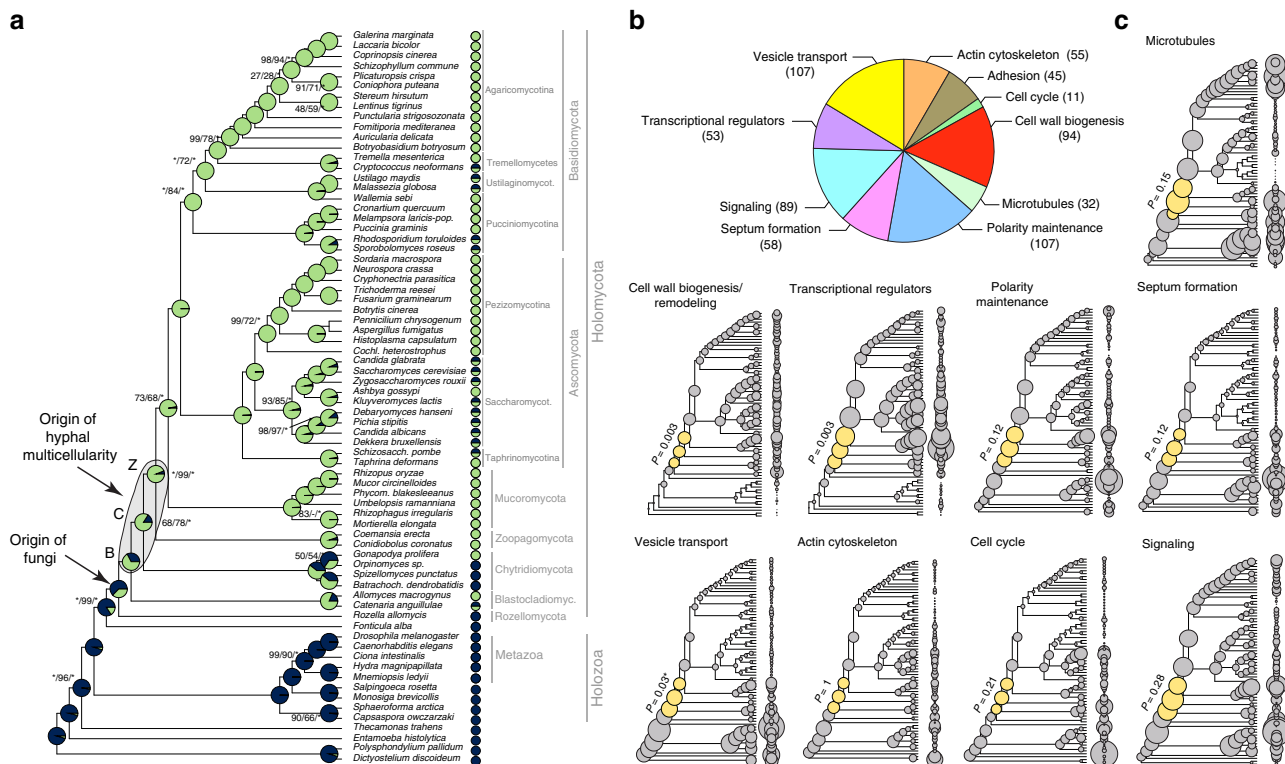 a
Galerina marginata
Laccaria bicolor
Coprinopsis cinerea
Schizophyllum commune
Plicaturopsis crispa
Coniophora puteana
Stereum hirsutum
Lentinus tigrinus
Punctularia strigosozonata
Fomitiporia mediteranea
Auricularia delicata
Botryobasidium botryosum
Tremella mesenterica
Cryptococcus neoformans
Ustilago maydis
Malassezia globosa
Wallemia sebi
Cronartium quercuum
Melampsora laricis-pop.
Puccinia graminis
Rhodosporidium toruloides
Sporobolomyces roseus
Sordaria macrospora
Neurospora crassa
Cryphonectria parasitica
Trichoderma reesei
Fusarium graminearum
Botrytis cinerea
Pennicilium chrysogenum
Aspergillus fumigatus
Histoplasma capsulatum
Cochl. heterostrophus
Candida glabrata
Saccharomyces cerevisiae
Zygosaccharomyces rouxii
Ashbya gossypi
Kluyveromyces lactis
Debaryomyces hanseni
Pichia stipitis
Candida albicans
Dekkera bruxellensis
Schizosacch. pombe
Taphrina deformans
Rhizopus oryzae
Mucor circinelloides
Phycom. blakesleeanus
Umbelopsis ramanniana
Rhizophagus irregularis
Mortierella elongata
Coemansia erecta
Conidiobolus coronatus
Gonapodya prolifera
Orpinomyces sp.
Spizellomyces punctatus
Batrachoch. dendrobatidis
Allomyces macrogynus
Catenaria anguillulae
Rozella allomycis
Fonticula alba
Drosophila melanogaster
Caenorhabditis elegans
Ciona intestinalis
Hydra magnipapillata
Mnemiopsis ledyii
Salpingoeca rosetta
Monosiga brevicollis
Sphaeroforma arctica
Capsaspora owczarzaki
Thecamonas trahens
Entamoeba histolytica
Polysphondylium pallidum
Dictyostelium discoideum
98/94/*
27/28/*
91/71/*
48/59/*
99/78/*
*/72/*
*/84/*
99/72/*
93/85/*
98/97/*
73/68/*
*/99/*
68/78/*
83/-/*
50/54/*
*/99/*
99/90/*
*/96/*
90/66/*
Origin of
hyphal
multicellularity
Origin of
fungi
Z
C
B
Agaricomycotina
Tremellomycetes
Ustilaginomycot.
Pucciniomycotina
Pezizomycotina
Saccharomycot.
Taphrinomycotina
Mucoromycota
Zoopagomycota
Chytridiomycota
Blastocladiomyc.
Rozellomycota
Metazoa
Basidiomycota
Ascomycota
Holomycota
Holozoa
b
Vesicle transport
(107)
Transcriptional regulators
(53)
Signaling (89)
Septum formation
(58)
Actin cytoskeleton
(55)
Adhesion (45)
Cell cycle (11)
Cell wall biogenesis
(94)
Microtubules (32)
Polarity maintenance
(107)
c
Microtubules
P = 0.15
Cell wall biogenesis/
remodeling
P = 0.003
Transcriptional regulators
P = 0.003
Polarity
maintenance
P = 0.12
Septum formation
P = 0.12
Vesicle transport
P = 0.03*
Actin cytoskeleton
P = 1
Cell cycle
P = 0.21
Signaling
P = 0.28